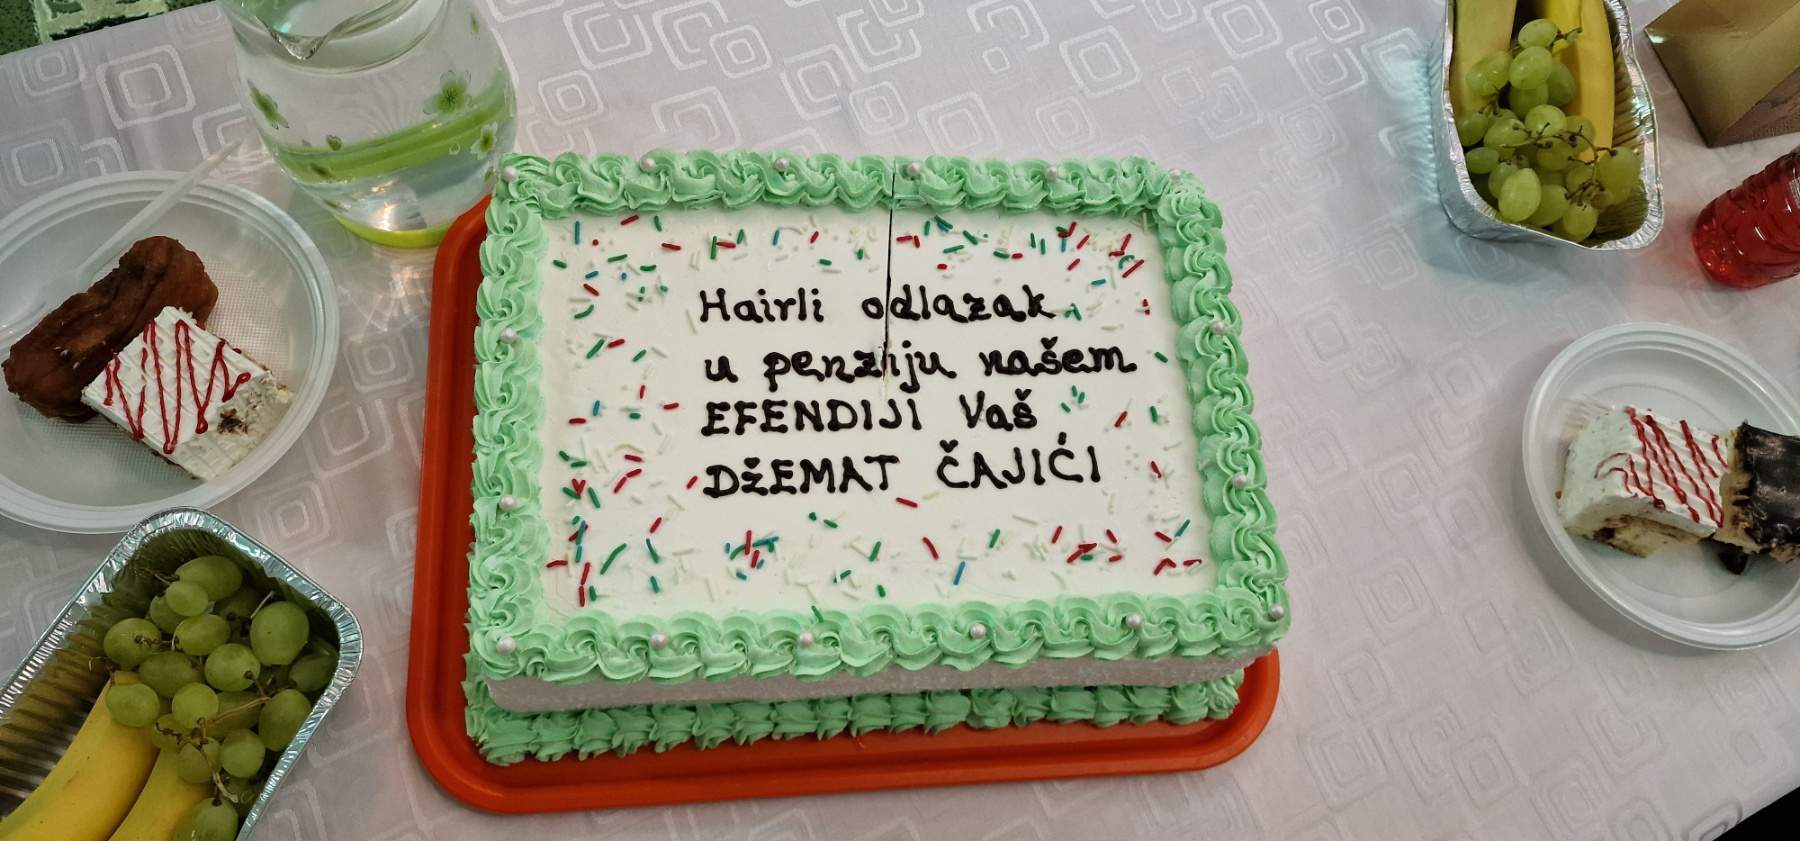 Hairli odlazak
u penziju našem
EFENDIJI Vaš
DŽEMAT ČAJIĆI